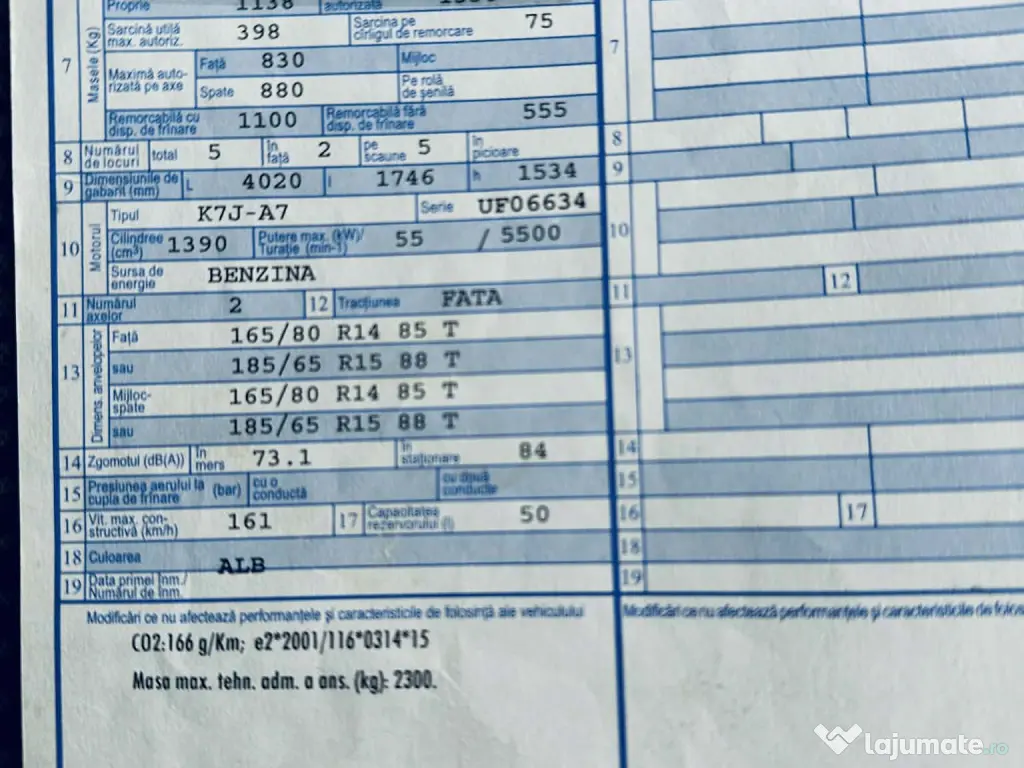 Proprie 1138 autorizată
7 Masele (Kg) Sarcină utilă max. autoriz. 398 Sarcina pe cîrligul de remorcare 75
Maximă auto-rizată pe axe Față 830 Mijloc
Spate 880 Pe rolă de șenilă
Remorcabilă cu disp. de frînare 1100 Remorcabilă fără disp. de frînare 555
8 Numărul de locuri total 5 în față 2 pe scaune 5 în picioare
9 Dimensiunile de gabarit (mm) L 4020 l 1746 h 1534
10 Motorul Tipul K7J-A7 Serie UF06634
Cilindree (cm³) 1390 Putere max. (kW)/ Turație (min-1) 55 / 5500
Sursa de energie BENZINA
11 Numărul axelor 2 12 Tracțiunea FATA
13 Dimens. anvelopelor Față 165/80 R14 85 T
sau 185/65 R15 88 T
Mijloc-spate 165/80 R14 85 T
sau 185/65 R15 88 T
14 Zgomotul (dB(A)) în mers 73.1 în staționare 84
15 Presiunea aerului la cupla de frînare (bar) cu o conductă cu două conducte
16 Vit. max. con-structivă (km/h) 161 17 Capacitatea rezervorului (l) 50
18 Culoarea ALB
19 Data primei înm./ Numărul de înm.
Modificări ce nu afectează performanțele și caracteristicile de folosință ale vehiculului
CO2:166 g/Km; e2*2001/116*0314*15
Masa max. tehn. adm. a ans. (kg): 2300.
7
8
9
10
11 12
13
14
15
16 17
18
19
Modificări ce nu afectează performanțele și caracteristicile de
lajumate.ro